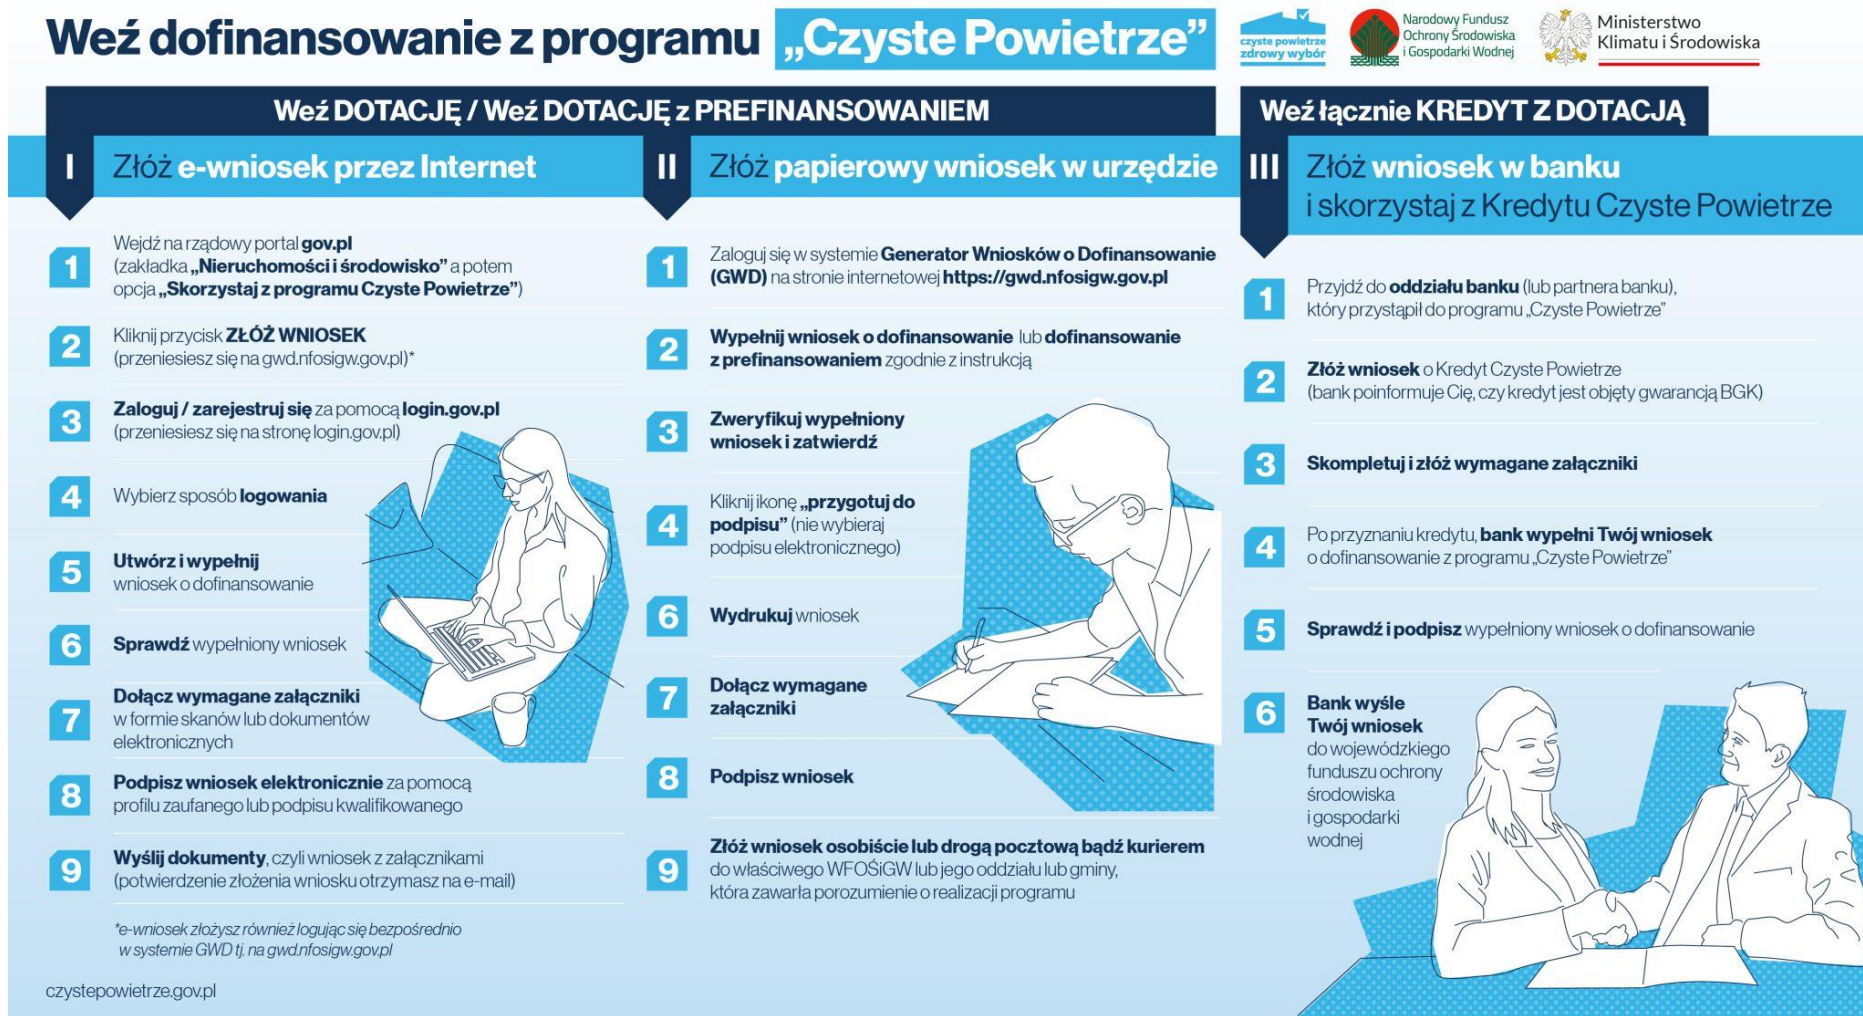 Weź dofinansowanie z programu „Czyste Powietrze”
czyste powietrze
zdrowy wybór
Narodowy Fundusz
Ochrony Środowiska
i Gospodarki Wodnej
Ministerstwo
Klimatu i Środowiska
Weź DOTACJĘ / Weź DOTACJĘ z PREFINANSOWANIEM
I
Złóż e-wniosek przez Internet
1
Wejdź na rządowy portal gov.pl
(zakładka „Nieruchomości i środowisko” a potem
opcja „Skorzystaj z programu Czyste Powietrze”)
2
Kliknij przycisk ZŁÓŻ WNIOSEK
(przeniesiesz się na gwd.nfosigw.gov.pl)*
3
Zaloguj / zarejestruj się za pomocą login.gov.pl
(przeniesiesz się na stronę login.gov.pl)
4
Wybierz sposób logowania
5
Utwórz i wypełnij
wniosek o dofinansowanie
6
Sprawdź wypełniony wniosek
7
Dołącz wymagane załączniki
w formie skanów lub dokumentów
elektronicznych
8
Podpisz wniosek elektronicznie za pomocą
profilu zaufanego lub podpisu kwalifikowanego
9
Wyślij dokumenty, czyli wniosek z załącznikami
(potwierdzenie złożenia wniosku otrzymasz na e-mail)
*e-wniosek złożysz również logując się bezpośrednio
w systemie GWD tj. na gwd.nfosigw.gov.pl
czystepowietrze.gov.pl
II
Złóż papierowy wniosek w urzędzie
1
Zaloguj się w systemie Generator Wniosków o Dofinansowanie
(GWD) na stronie internetowej https://gwd.nfosigw.gov.pl
2
Wypełnij wniosek o dofinansowanie lub dofinansowanie
z prefinansowaniem zgodnie z instrukcją
3
Zweryfikuj wypełniony
wniosek i zatwierdź
4
Kliknij ikonę „przygotuj do
podpisu” (nie wybieraj
podpisu elektronicznego)
6
Wydrukuj wniosek
7
Dołącz wymagane
załączniki
8
Podpisz wniosek
9
Złóż wniosek osobiście lub drogą pocztową bądź kurierem
do właściwego WFOŚiGW lub jego oddziału lub gminy,
która zawarła porozumienie o realizacji programu
Weź łącznie KREDYT Z DOTACJĄ
III
Złóż wniosek w banku
i skorzystaj z Kredytu Czyste Powietrze
1
Przyjdź do oddziału banku (lub partnera banku),
który przystąpił do programu „Czyste Powietrze”
2
Złóż wniosek o Kredyt Czyste Powietrze
(bank poinformuje Cię, czy kredyt jest objęty gwarancją BGK)
3
Skompletuj i złóż wymagane załączniki
4
Po przyznaniu kredytu, bank wypełni Twój wniosek
o dofinansowanie z programu „Czyste Powietrze”
5
Sprawdź i podpisz wypełniony wniosek o dofinansowanie
6
Bank wyśle
Twój wniosek
do wojewódzkiego
funduszu ochrony
środowiska
i gospodarki
wodnej